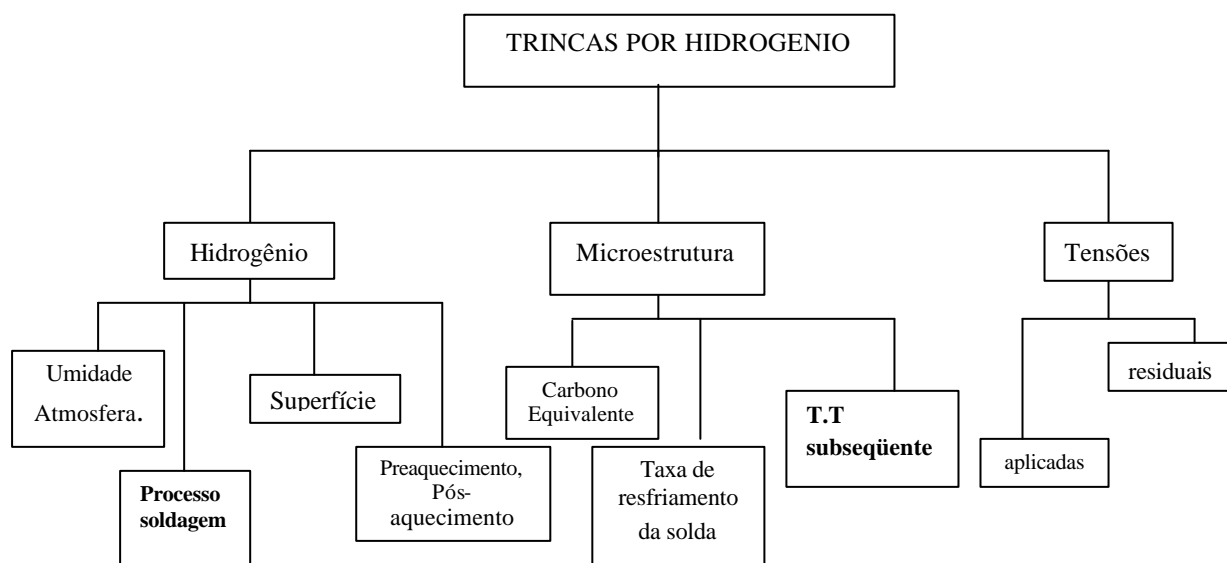 TRINCAS POR HIDROGENIO
Hidrogênio
Microestrutura
Tensões
Umidade
Atmosfera.
Processo
soldagem
Superfície
Preaquecimento,
Pós-
aquecimento
Carbono
Equivalente
Taxa de
resfriamento
da solda
T.T
subseqüente
aplicadas
residuais